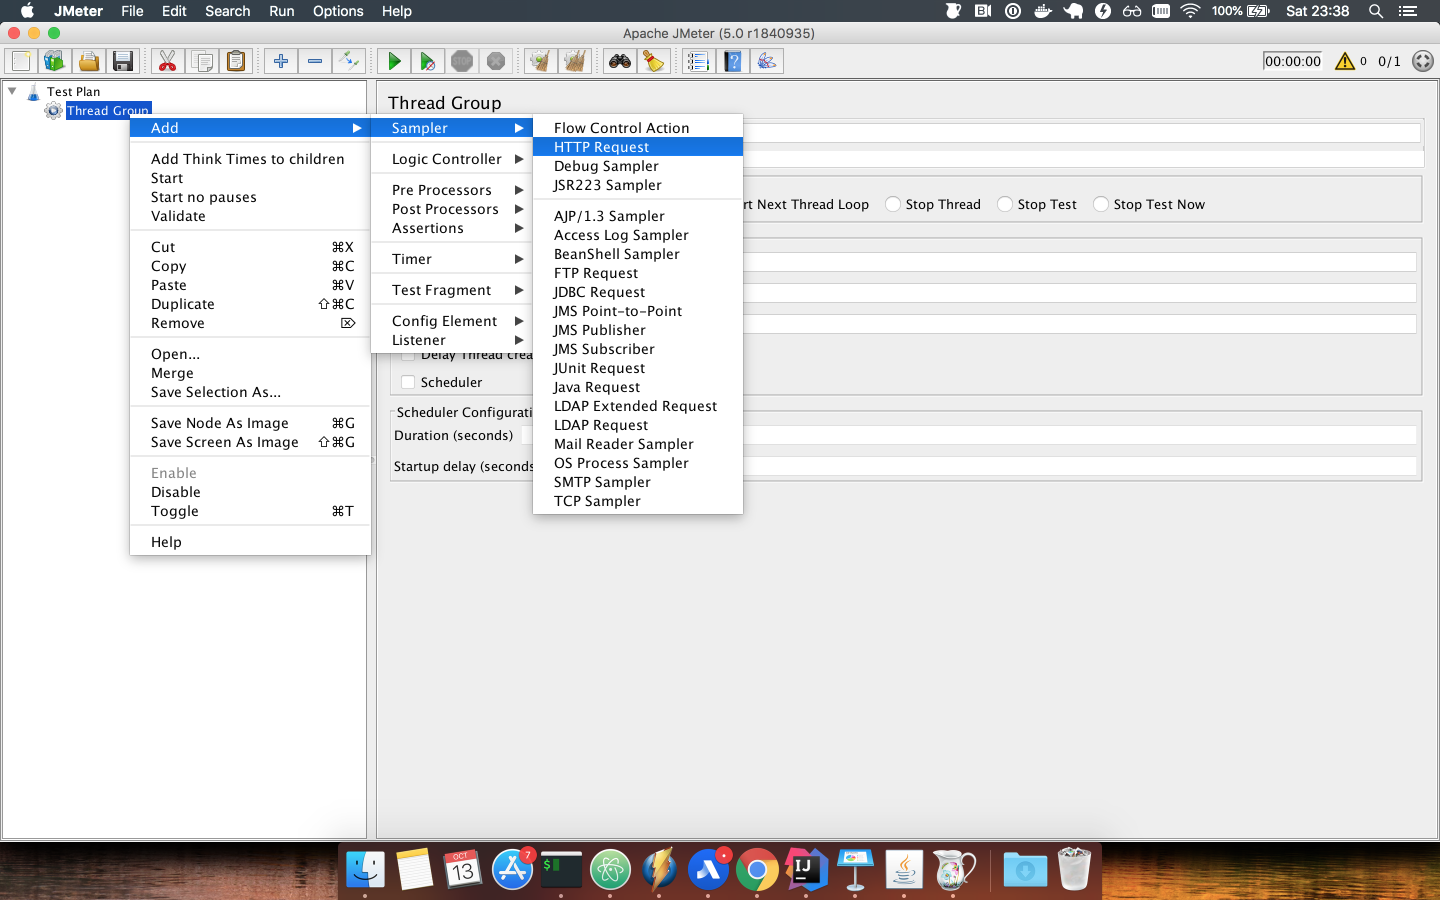 JMeter File Edit Search Run Options Help 100% Sat 23:38
Apache JMeter (5.0 r1840935)
STOP 00:00:00 0 0/1
Test Plan
Thread Group
Add
Add Think Times to children
Start
Start no pauses
Validate
Cut ⌘X
Copy ⌘C
Paste ⌘V
Duplicate ⇧⌘C
Remove ⌦
Open...
Merge
Save Selection As...
Save Node As Image ⌘G
Save Screen As Image ⇧⌘G
Enable
Disable
Toggle ⌘T
Help
Sampler
Logic Controller
Pre Processors
Post Processors
Assertions
Timer
Test Fragment
Config Element
Listener
Flow Control Action
HTTP Request
Debug Sampler
JSR223 Sampler
AJP/1.3 Sampler
Access Log Sampler
BeanShell Sampler
FTP Request
JDBC Request
JMS Point-to-Point
JMS Publisher
JMS Subscriber
JUnit Request
Java Request
LDAP Extended Request
LDAP Request
Mail Reader Sampler
OS Process Sampler
SMTP Sampler
TCP Sampler
Thread Group
rt Next Thread Loop Stop Thread Stop Test Stop Test Now
Delay Thread crea
Scheduler
Scheduler Configurati
Duration (seconds)
Startup delay (seconds
OCT
13
7
$
IJ